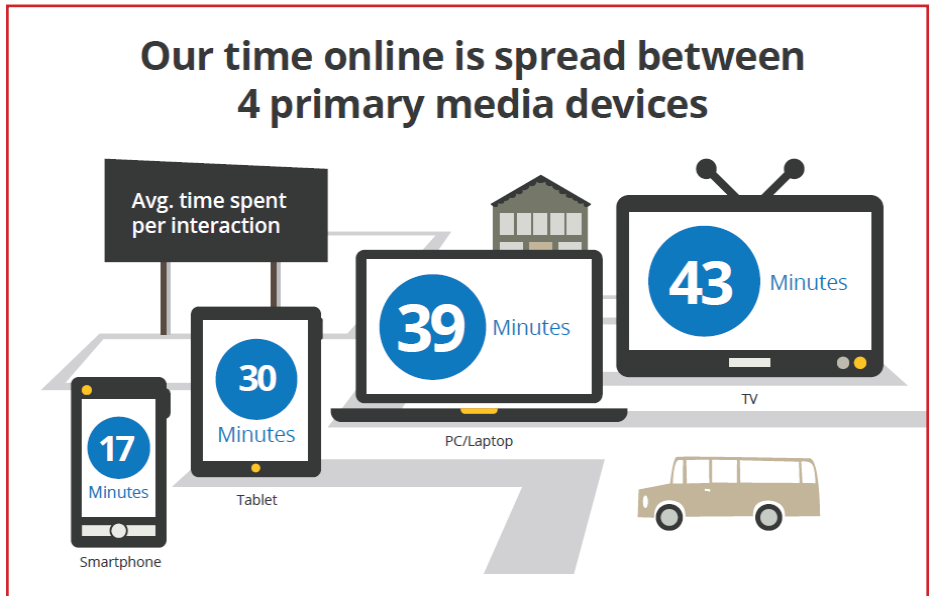 Our time online is spread between
4 primary media devices
Avg. time spent
per interaction
17
Minutes
Smartphone
30
Minutes
Tablet
39 Minutes
PC/Laptop
43 Minutes
TV